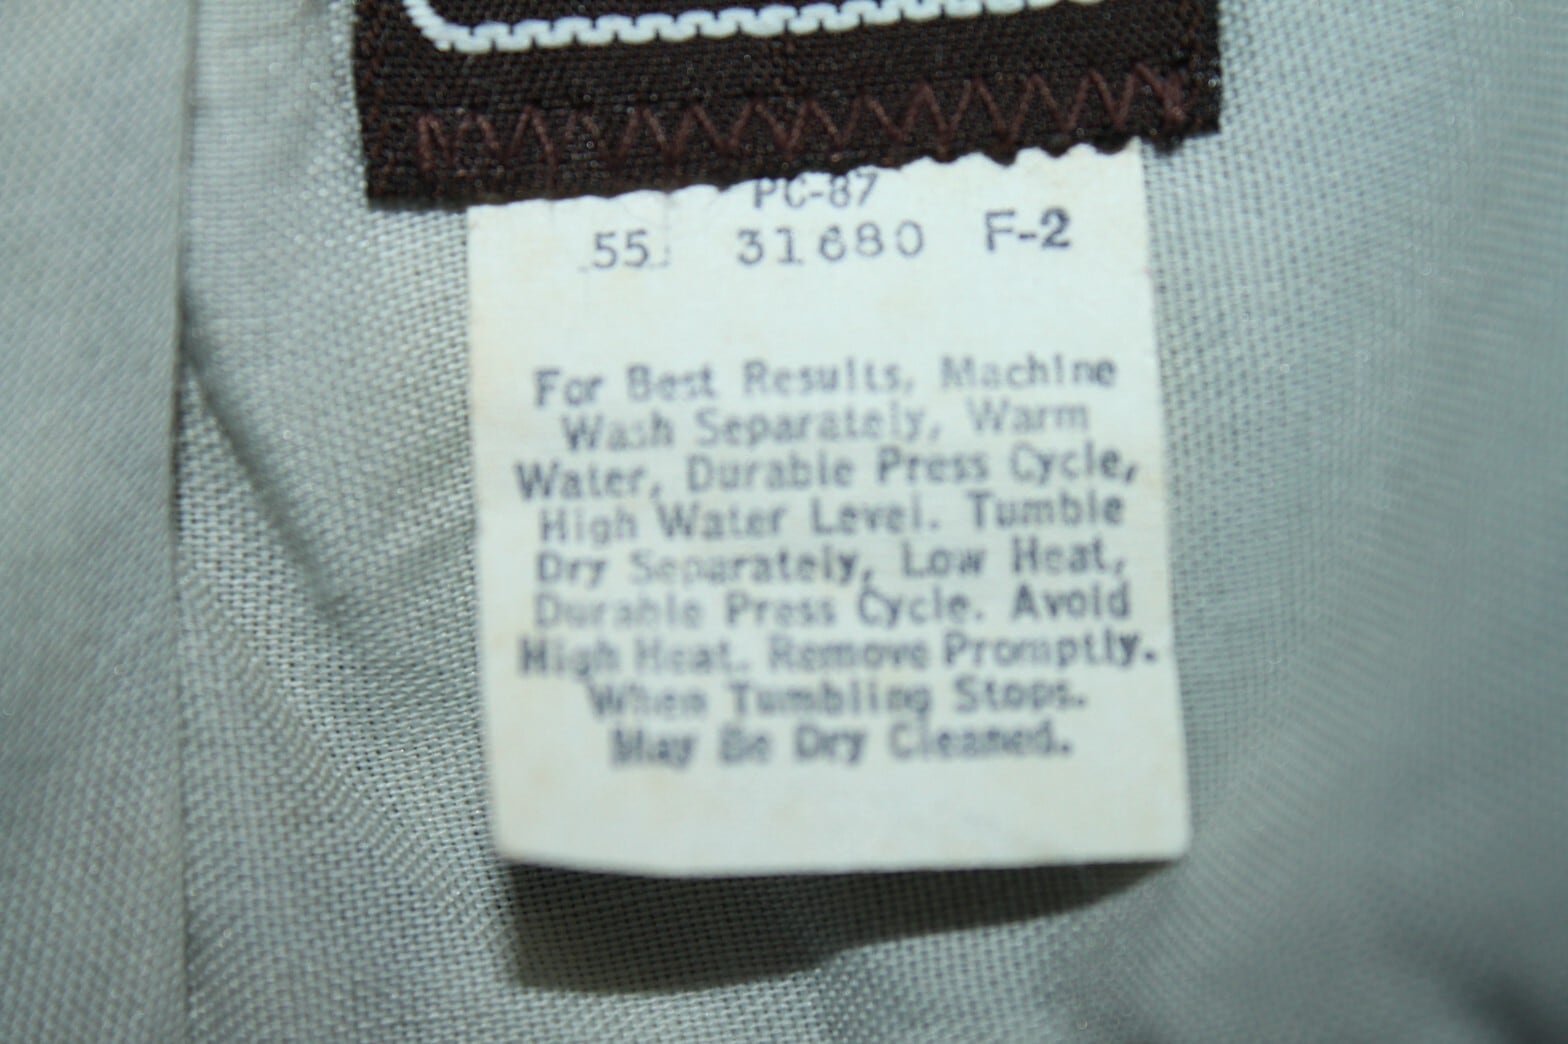 PC-87
55 31680 F-2
For Best Results, Machine
Wash Separately, Warm
Water, Durable Press Cycle,
High Water Level. Tumble
Dry Separately, Low Heat,
Durable Press Cycle. Avoid
High Heat. Remove Promptly.
When Tumbling Stops.
May Be Dry Cleaned.